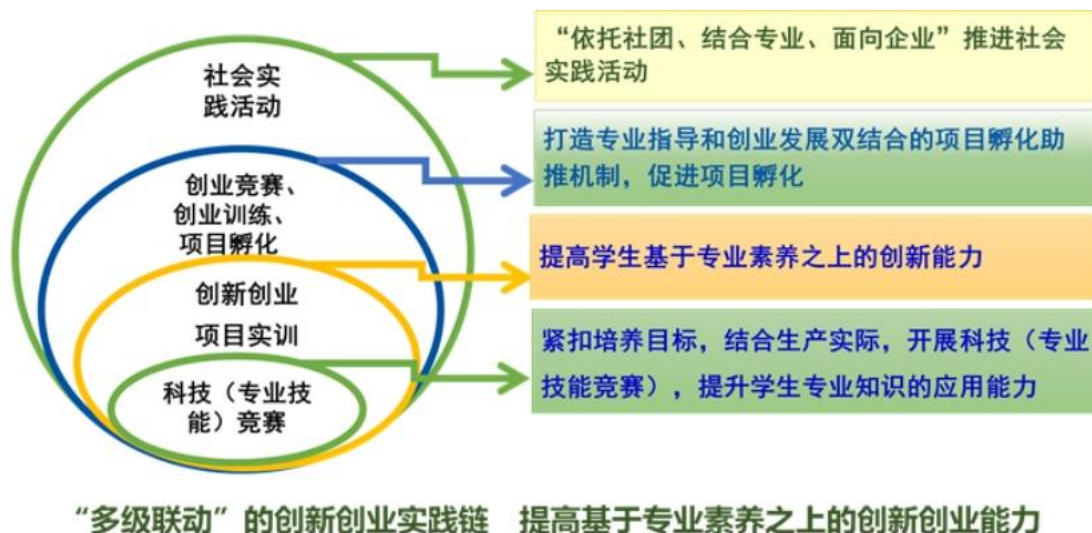 社会实
践活动
创业竞赛、
创业训练、
项目孵化
创新创业
项目实训
科技（专业技
能）竞赛
“依托社团、结合专业、面向企业”推进社会
实践活动
打造专业指导和创业发展双结合的项目孵化助
推机制，促进项目孵化
提高学生基于专业素养之上的创新能力
紧扣培养目标，结合生产实际，开展科技（专业
技能竞赛），提升学生专业知识的应用能力
“多级联动”的创新创业实践链　提高基于专业素养之上的创新创业能力